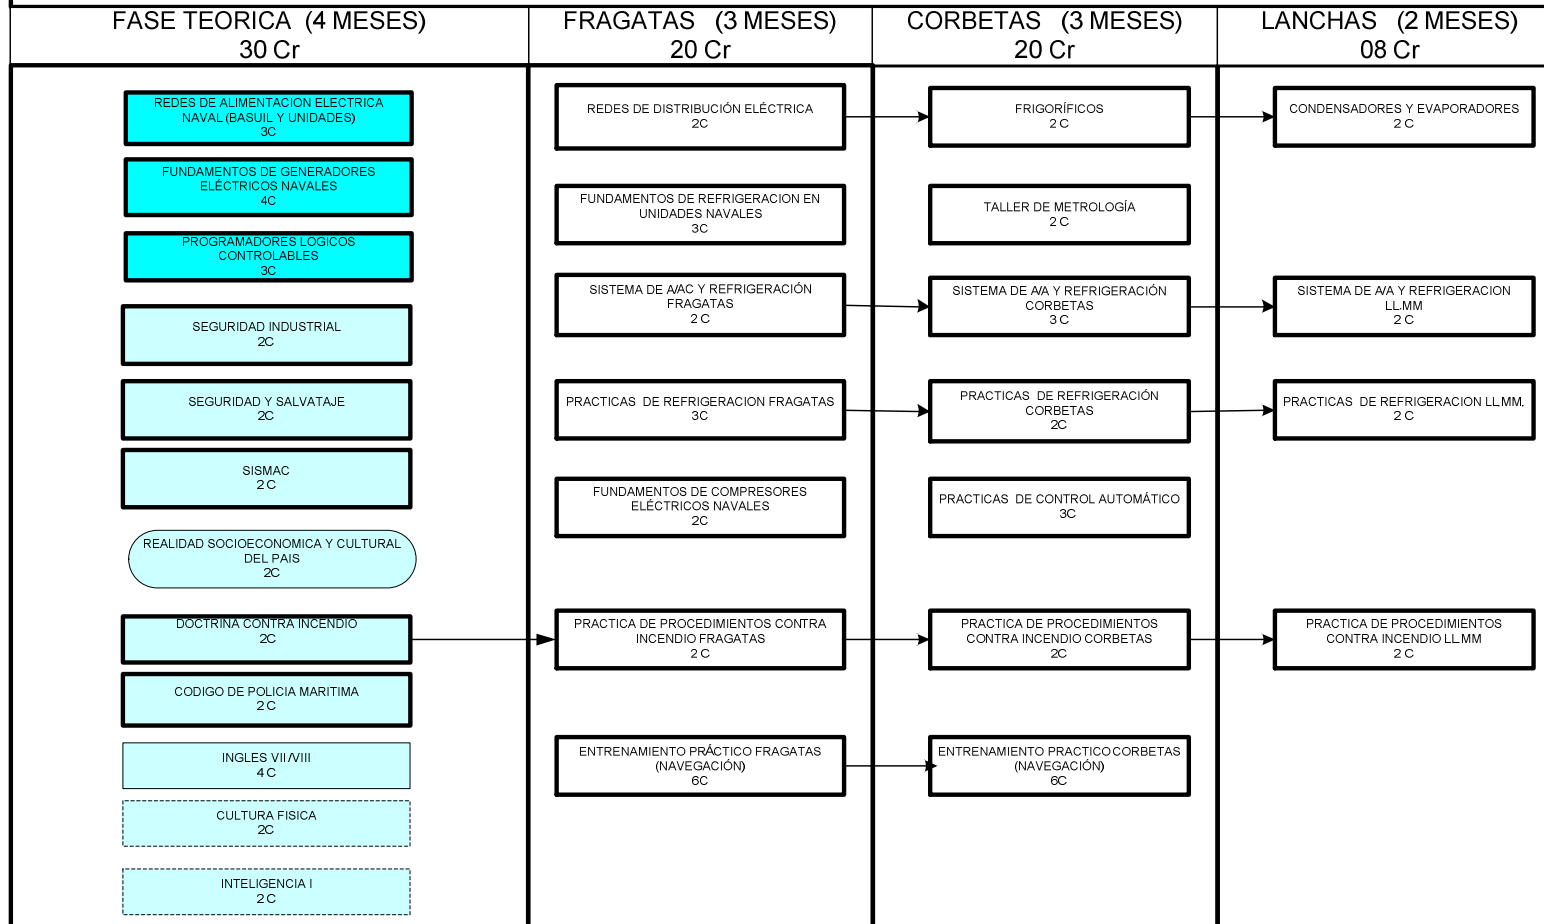 FASE TEORICA (4 MESES)
30 Cr
FRAGATAS (3 MESES)
20 Cr
CORBETAS (3 MESES)
20 Cr
LANCHAS (2 MESES)
08 Cr
REDES DE ALIMENTACION ELECTRICA
NAVAL (BASUIL Y UNIDADES)
3C
FUNDAMENTOS DE GENERADORES
ELÉCTRICOS NAVALES
4C
PROGRAMADORES LOGICOS
CONTROLABLES
3C
SEGURIDAD INDUSTRIAL
2C
SEGURIDAD Y SALVATAJE
2C
SISMAC
2 C
REALIDAD SOCIOECONOMICA Y CULTURAL
DEL PAIS
2C
DOCTRINA CONTRA INCENDIO
2C
CODIGO DE POLICIA MARITIMA
2 C
INGLES VII/VIII
4 C
CULTURA FISICA
2C
INTELIGENCIA I
2 C
REDES DE DISTRIBUCIÓN ELÉCTRICA
2C
FUNDAMENTOS DE REFRIGERACION EN
UNIDADES NAVALES
3C
SISTEMA DE A/AC Y REFRIGERACIÓN
FRAGATAS
2 C
PRACTICAS DE REFRIGERACION FRAGATAS
3C
FUNDAMENTOS DE COMPRESORES
ELÉCTRICOS NAVALES
2C
PRACTICA DE PROCEDIMIENTOS CONTRA
INCENDIO FRAGATAS
2 C
ENTRENAMIENTO PRÁCTICO FRAGATAS
(NAVEGACIÓN)
6C
FRIGORÍFICOS
2 C
TALLER DE METROLOGÍA
2 C
SISTEMA DE A/A Y REFRIGERACIÓN
CORBETAS
3 C
PRACTICAS DE REFRIGERACIÓN
CORBETAS
2C
PRACTICAS DE CONTROL AUTOMÁTICO
3C
PRACTICA DE PROCEDIMIENTOS
CONTRA INCENDIO CORBETAS
2C
ENTRENAMIENTO PRACTICO CORBETAS
(NAVEGACIÓN)
6C
CONDENSADORES Y EVAPORADORES
2 C
SISTEMA DE A/A Y REFRIGERACION
LL.MM
2 C
PRACTICAS DE REFRIGERACION LL.MM.
2 C
PRACTICA DE PROCEDIMIENTOS
CONTRA INCENDIO LL.MM
2 C